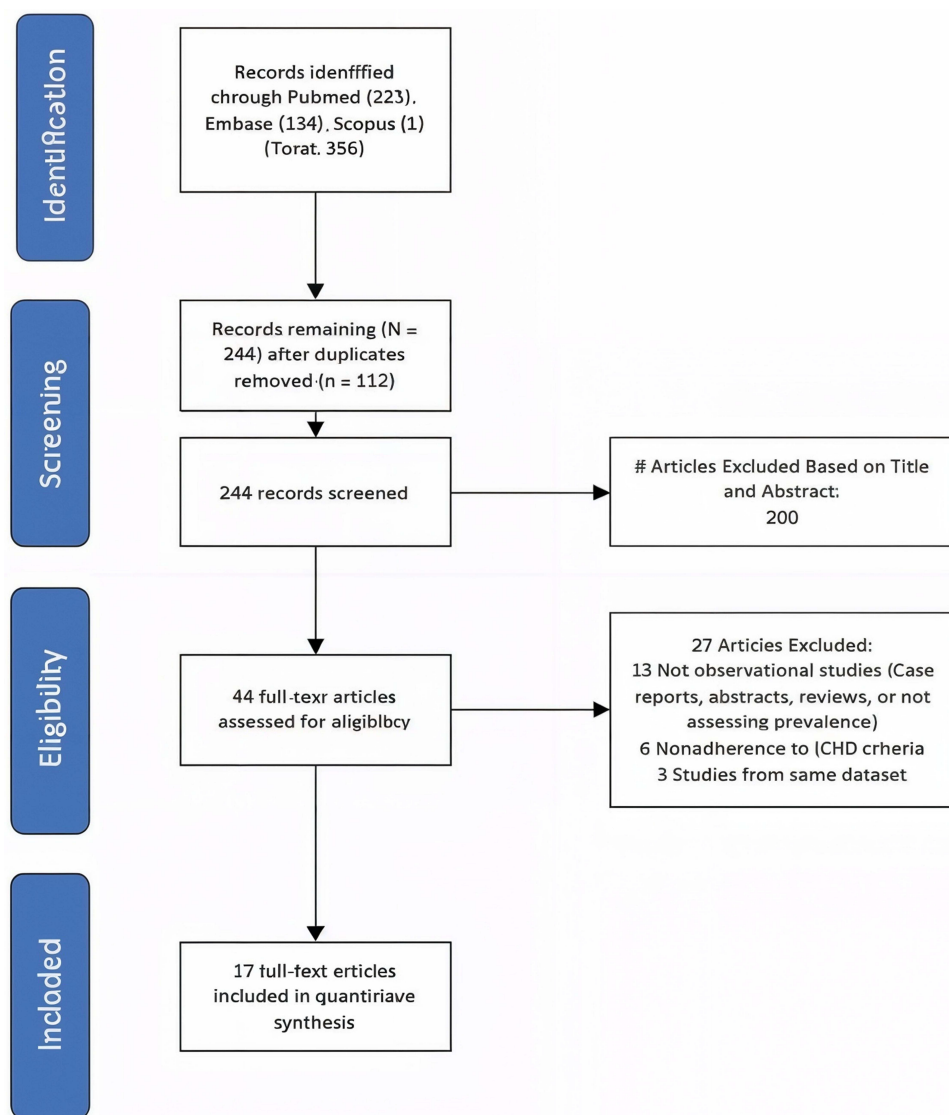 Identification
Records idenffified
chrough Pubmed (223).
Embase (134). Scopus (1)
(Torat. 356)
Screening
Records remaining (N =
244) after duplicates
removed (n = 112)
244 records screened
# Articles Excluded Based on Title
and Abstract:
200
Eligibility
44 full-texr articles
assessed for aligiblbcy
27 Articies Excluded:
13 Not observational studies (Case
reports, abstracts, reviews, or not
assessing prevalence)
6 Nonadherence to (CHD crheria
3 Studies from same dataset
Included
17 full-text erticles
included in quantiriave
synthesis